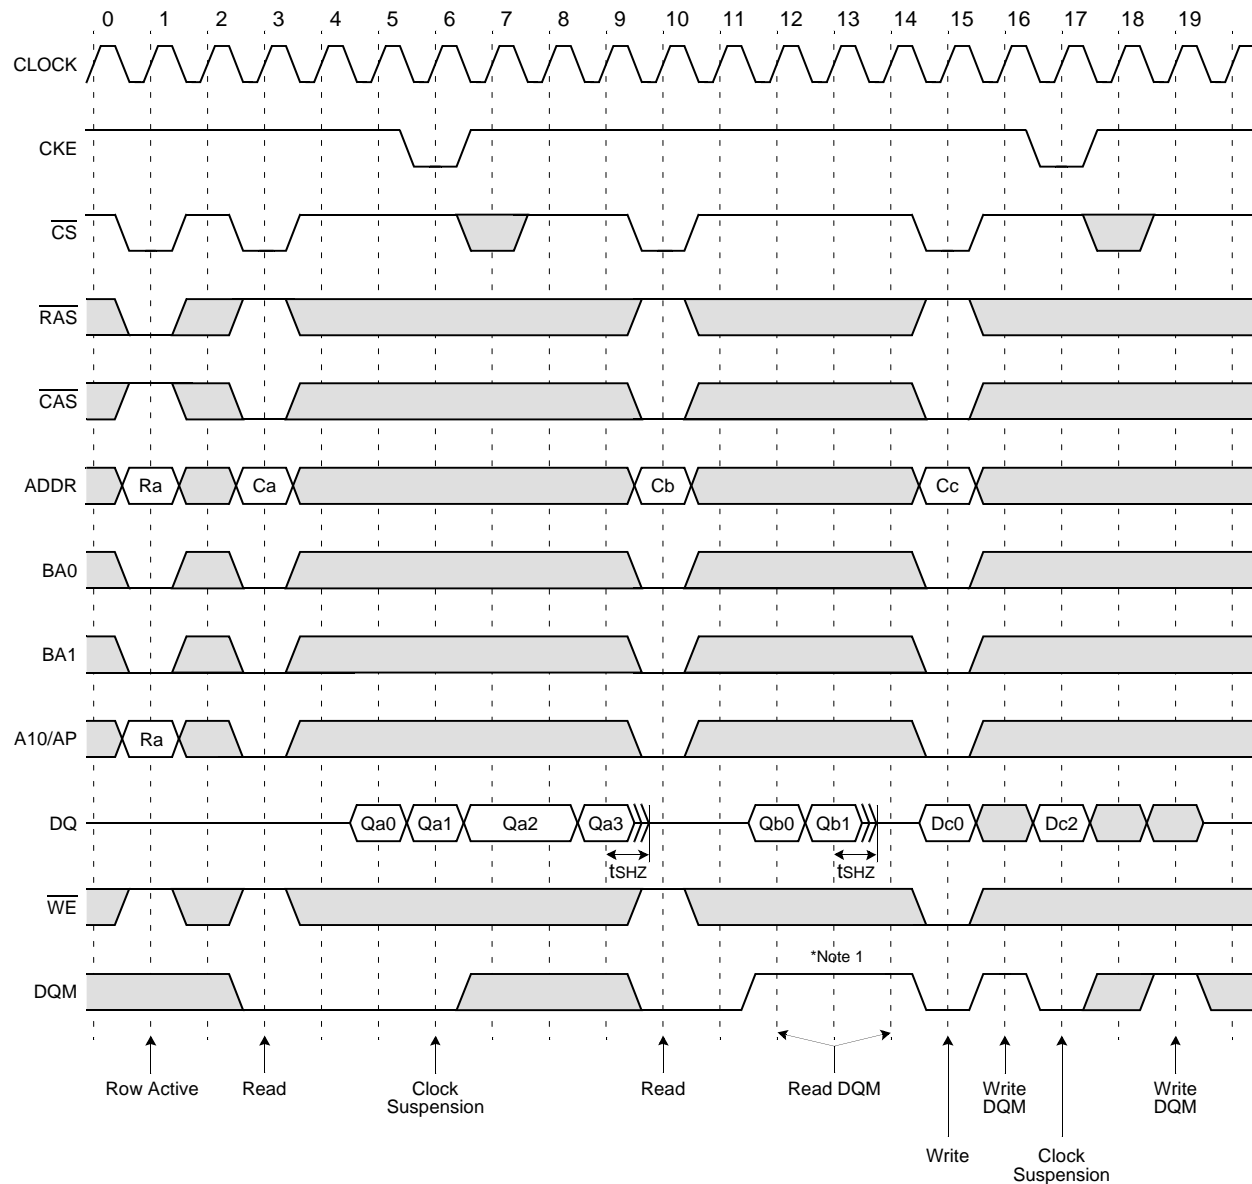 0 1 2 3 4 5 6 7 8 9 10 11 12 13 14 15 16 17 18 19
CLOCK
CKE
CS
RAS
CAS
ADDR Ra Ca Cb Cc
BA0
BA1
A10/AP Ra
DQ Qa0 Qa1 Qa2 Qa3 Qb0 Qb1 Dc0 Dc2
tSHZ tSHZ
WE
*Note 1
DQM
Row Active Read Clock Read Read DQM Write Write
Suspension DQM DQM
Write Clock
Suspension